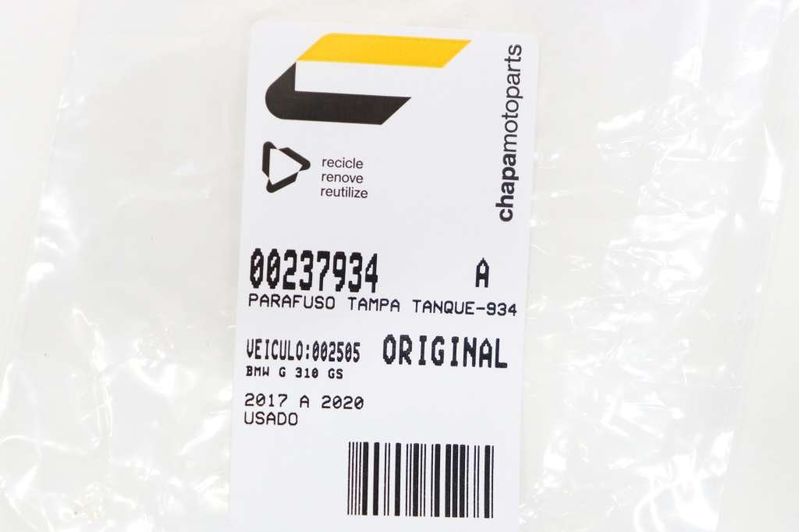 chapamotoparts
recicle
renove
reutilize
00237934 A
PARAFUSO TAMPA TANQUE-934
VEICULO:002505 ORIGINAL
BMW G 310 GS
2017 A 2020
USADO